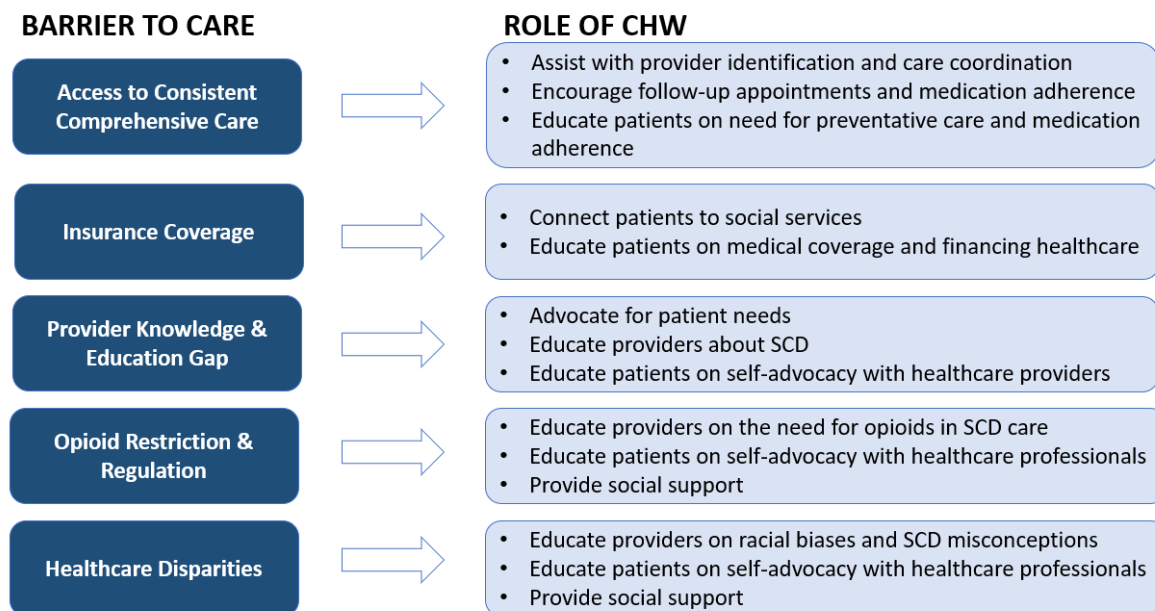 BARRIER TO CARE
ROLE OF CHW
Access to Consistent
Comprehensive Care
• Assist with provider identification and care coordination
• Encourage follow-up appointments and medication adherence
• Educate patients on need for preventative care and medication
adherence
Insurance Coverage
• Connect patients to social services
• Educate patients on medical coverage and financing healthcare
Provider Knowledge &
Education Gap
• Advocate for patient needs
• Educate providers about SCD
• Educate patients on self-advocacy with healthcare providers
Opioid Restriction &
Regulation
• Educate providers on the need for opioids in SCD care
• Educate patients on self-advocacy with healthcare professionals
• Provide social support
Healthcare Disparities
• Educate providers on racial biases and SCD misconceptions
• Educate patients on self-advocacy with healthcare professionals
• Provide social support